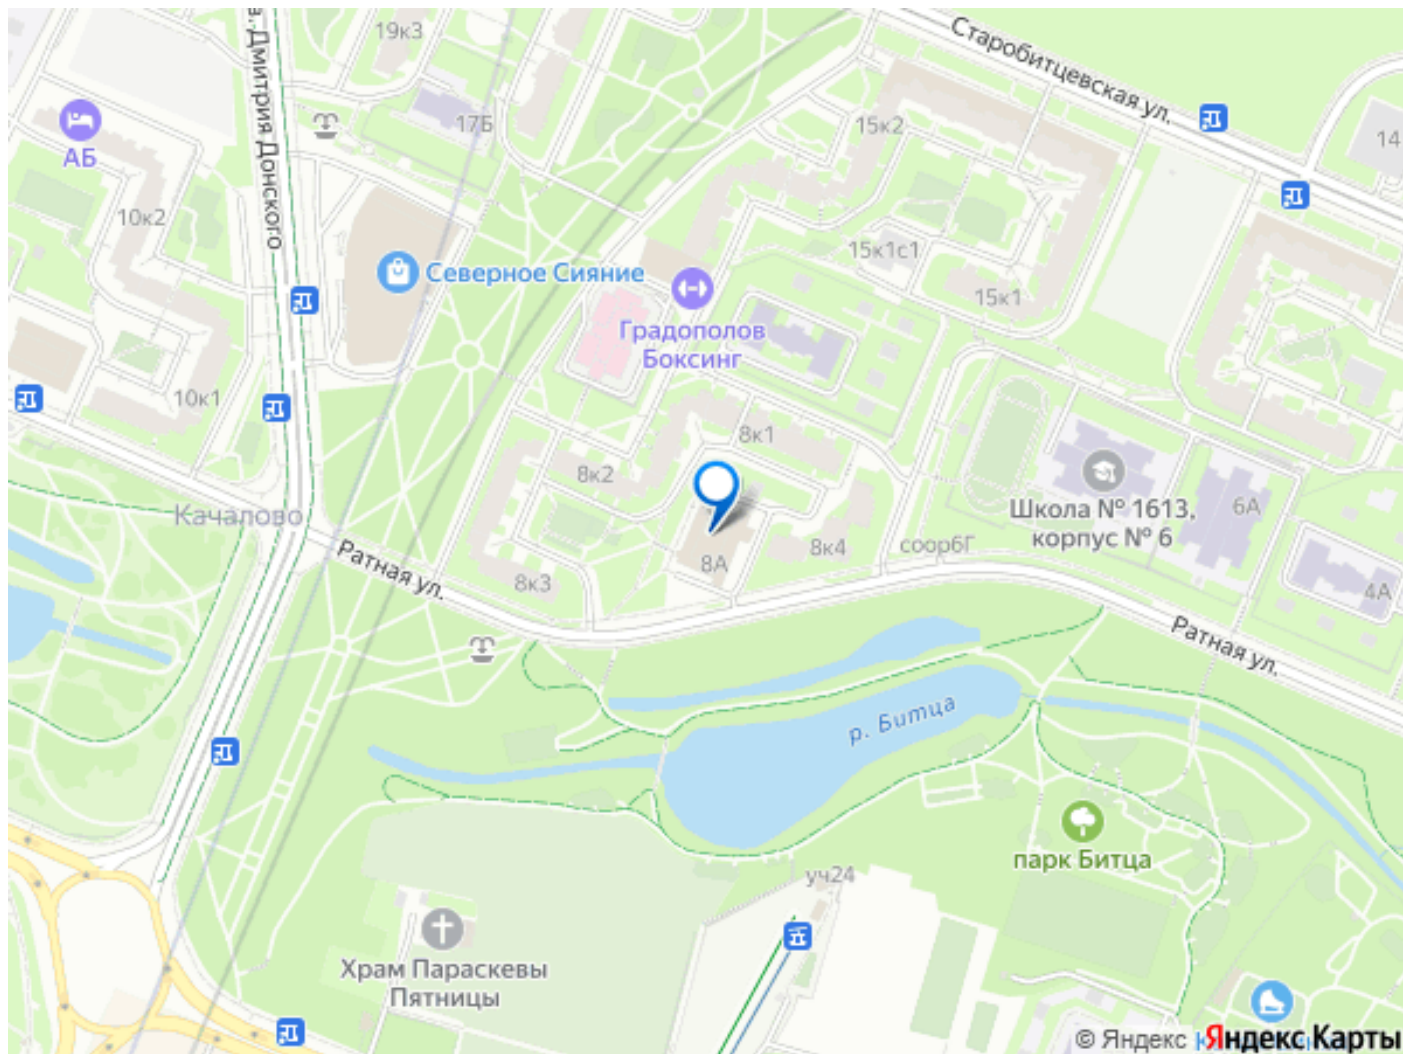 19к3
б-р. Дмитрия Донского
17Б
АБ
10к2
Старобитцевская ул.
15к2
14
15к1с1
15к1
Северное Сияние
Градополов
Боксинг
10к1
8к1
8к2
Качалово
Ратная ул.
8к3
8А
8к4
соор6Г
Школа № 1613,
корпус № 6
6А
4А
Ратная ул.
р. Битца
парк Битца
уч24
Храм Параскевы
Пятницы
© Яндекс
Яндекс Карты